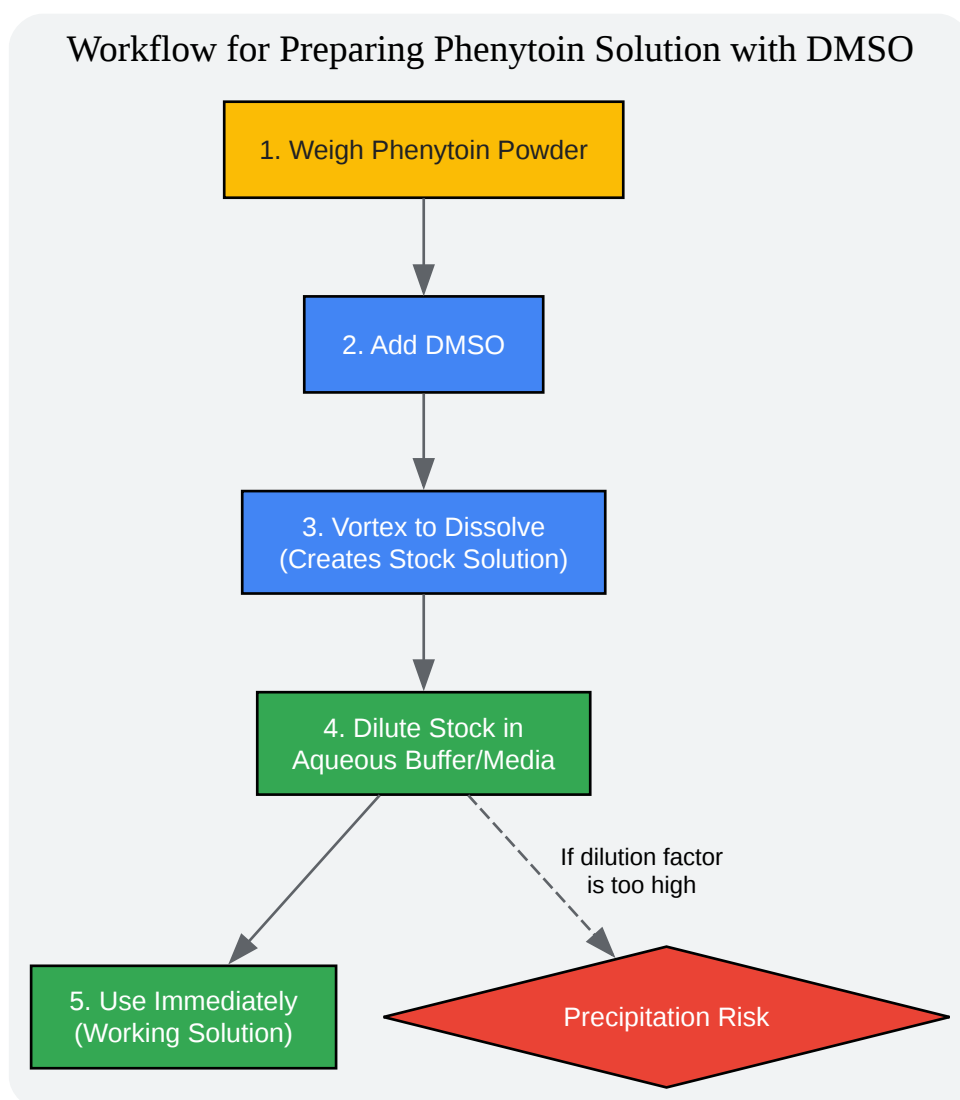 Workflow for Preparing Phenytoin Solution with DMSO
1. Weigh Phenytoin Powder
2. Add DMSO
3. Vortex to Dissolve
(Creates Stock Solution)
4. Dilute Stock in
Aqueous Buffer/Media
If dilution factor
is too high
5. Use Immediately
(Working Solution)
Precipitation Risk